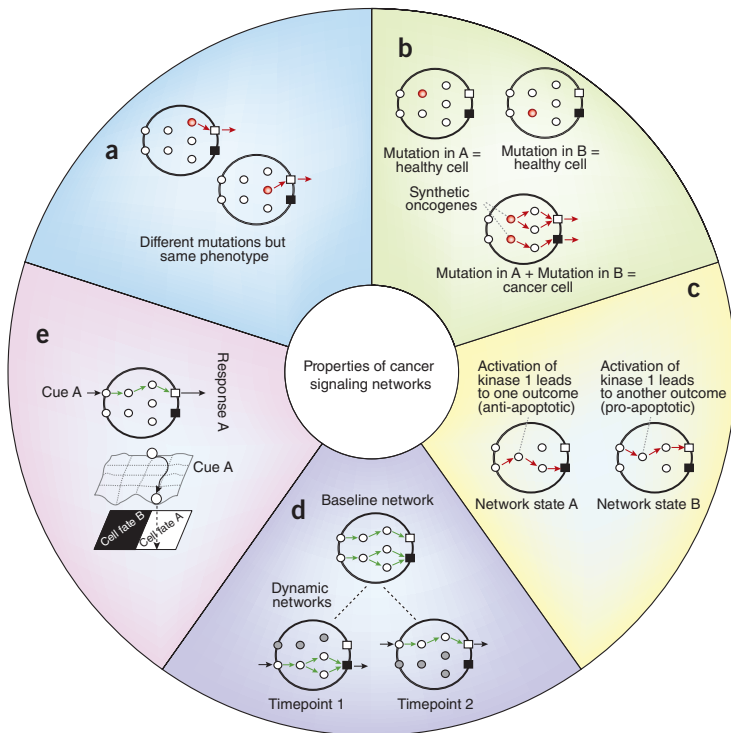 a
Different mutations but
same phenotype
b
Mutation in A =
healthy cell
Mutation in B =
healthy cell
Synthetic
oncogenes
Mutation in A + Mutation in B =
cancer cell
c
Activation of
kinase 1 leads
to one outcome
(anti-apoptotic)
Network state A
Activation of
kinase 1 leads
to another outcome
(pro-apoptotic)
Network state B
d
Baseline network
Dynamic
networks
Timepoint 1
Timepoint 2
e
Cue A
Response A
Cue A
Cell fate B
Cell fate A
Properties of cancer
signaling networks